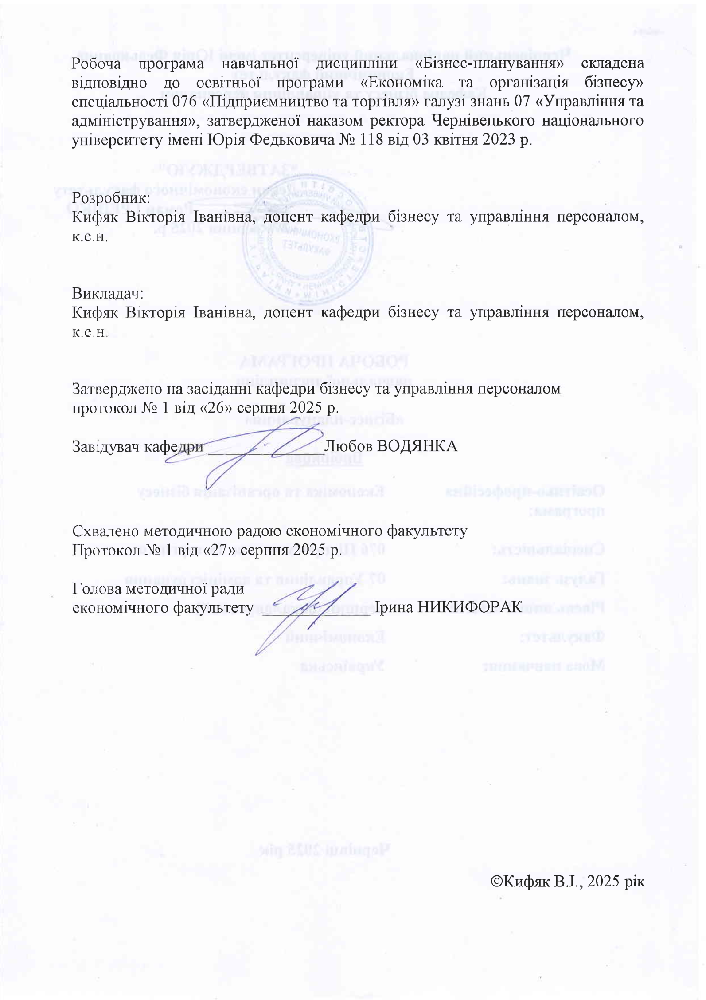 Робоча програма навчальної дисципліни «Бізнес-планування» складена
відповідно до освітньої програми «Економіка та організація бізнесу»
спеціальності 076 «Підприємництво та торгівля» галузі знань 07 «Управління та
адміністрування», затвердженої наказом ректора Чернівецького національного
університету імені Юрія Федьковича № 118 від 03 квітня 2023 р.
Розробник:
Кифяк Вікторія Іванівна, доцент кафедри бізнесу та управління персоналом,
к.е.н.
Викладач:
Кифяк Вікторія Іванівна, доцент кафедри бізнесу та управління персоналом,
к.е.н.
Затверджено на засіданні кафедри бізнесу та управління персоналом
протокол № 1 від «26» серпня 2025 р.
Завідувач кафедри ______________Любов ВОДЯНКА
Схвалено методичною радою економічного факультету
Протокол № 1 від «27» серпня 2025 р.
Голова методичної ради
економічного факультету _____________Ірина НИКИФОРАК
©Кифяк В.І., 2025 рік